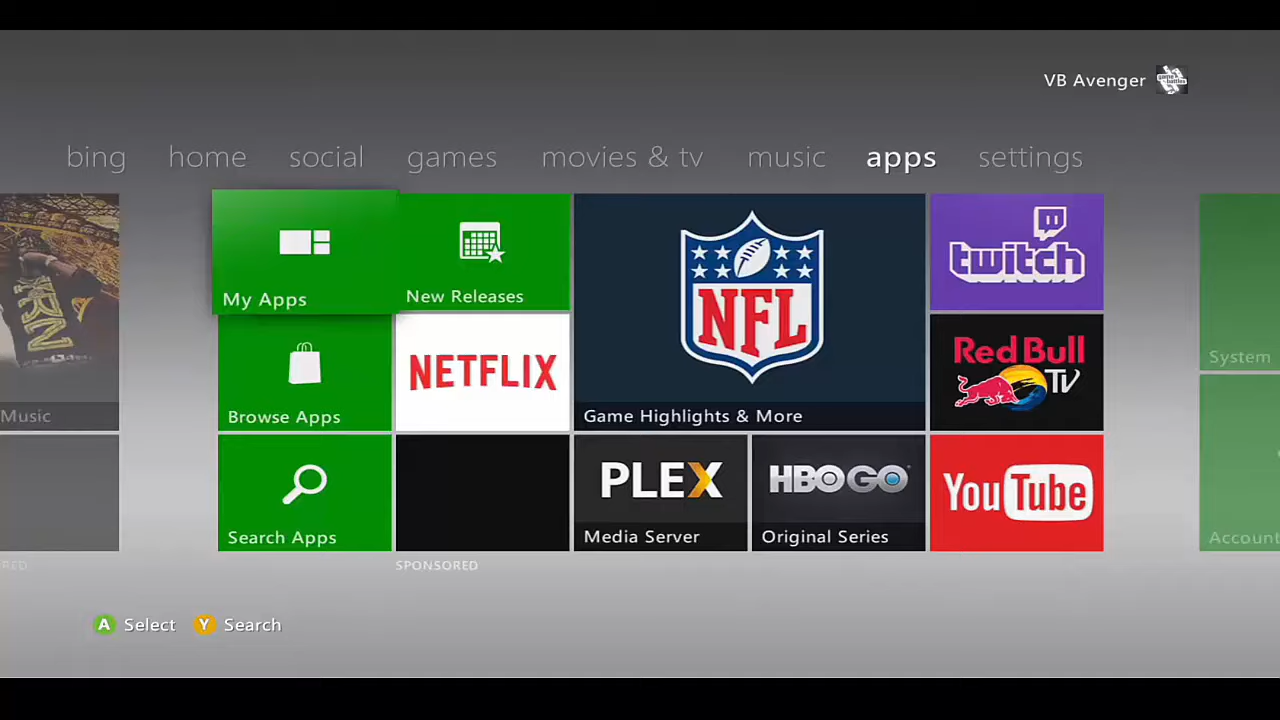 VB Avenger
bing home social games movies & tv music apps settings
My Apps
New Releases
Browse Apps
Search Apps
NETFLIX
SPONSORED
NFL
Game Highlights & More
PLEX
Media Server
HBO GO
Original Series
twitch
Red Bull
TV
YouTube
Music
System
Account
A Select Y Search